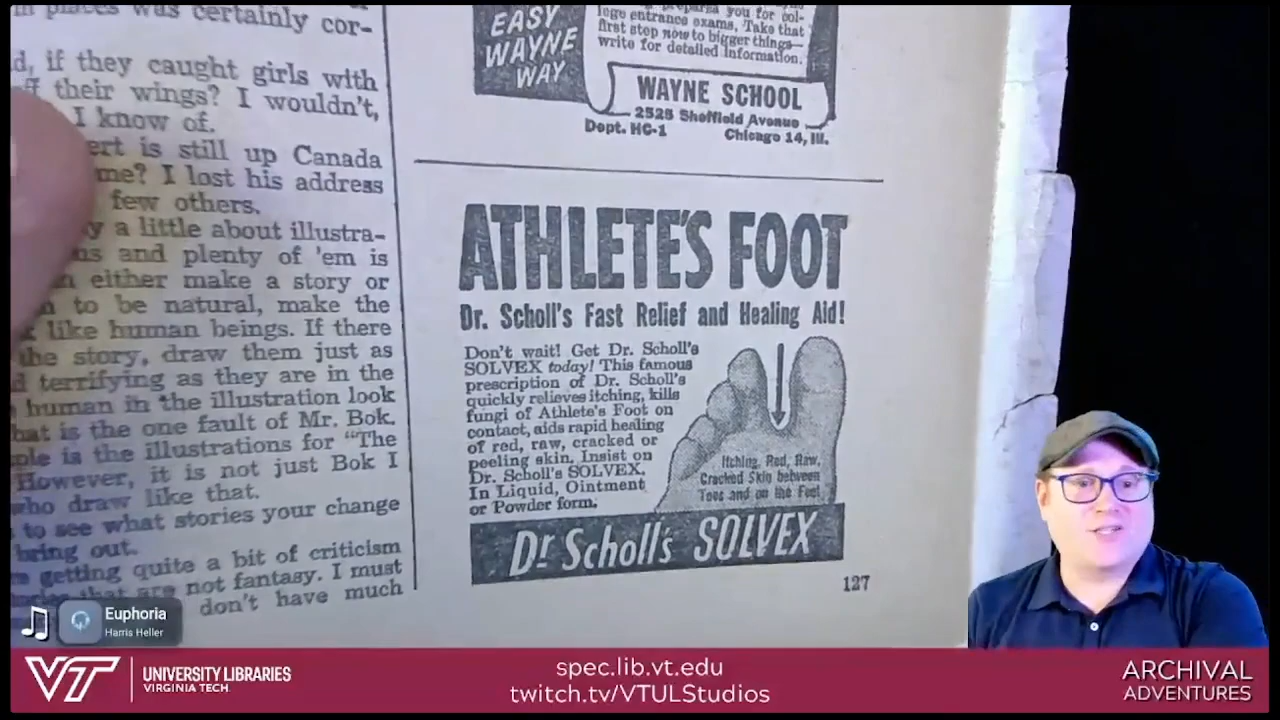 in places was certainly cor-
d, if they caught girls with
off their wings? I wouldn't,
I know of.
ert is still up Canada
me? I lost his address
few others.
y a little about illustra-
ns and plenty of 'em is
n either make a story or
n to be natural, make the
k like human beings. If there
the story, draw them just as
d terrifying as they are in the
human in the illustration look
hat is the one fault of Mr. Bok.
ple is the illustrations for "The
However, it is not just Bok I
who draw like that.
to see what stories your change
bring out.
getting quite a bit of criticism
that are not fantasy. I must
don't have much
EASY
WAYNE
WAY
prepares you for col-
lege entrance exams. Take that
first step now to bigger things—
write for detailed information.
WAYNE SCHOOL
2525 Sheffield Avenue
Dept. HC-1 Chicago 14, Ill.
ATHLETE'S FOOT
Dr. Scholl's Fast Relief and Healing Aid!
Don't wait! Get Dr. Scholl's
SOLVEX today! This famous
prescription of Dr. Scholl's
quickly relieves itching, kills
fungi of Athlete's Foot on
contact, aids rapid healing
of red, raw, cracked or
peeling skin. Insist on
Dr. Scholl's SOLVEX.
In Liquid, Ointment
or Powder form.
Itching, Red, Raw,
Cracked Skin between
Toes and on the Feet
Dr Scholl's SOLVEX
127
Euphoria
Harris Heller
VT
UNIVERSITY LIBRARIES
VIRGINIA TECH
spec.lib.vt.edu
twitch.tv/VTULStudios
ARCHIVAL
ADVENTURES